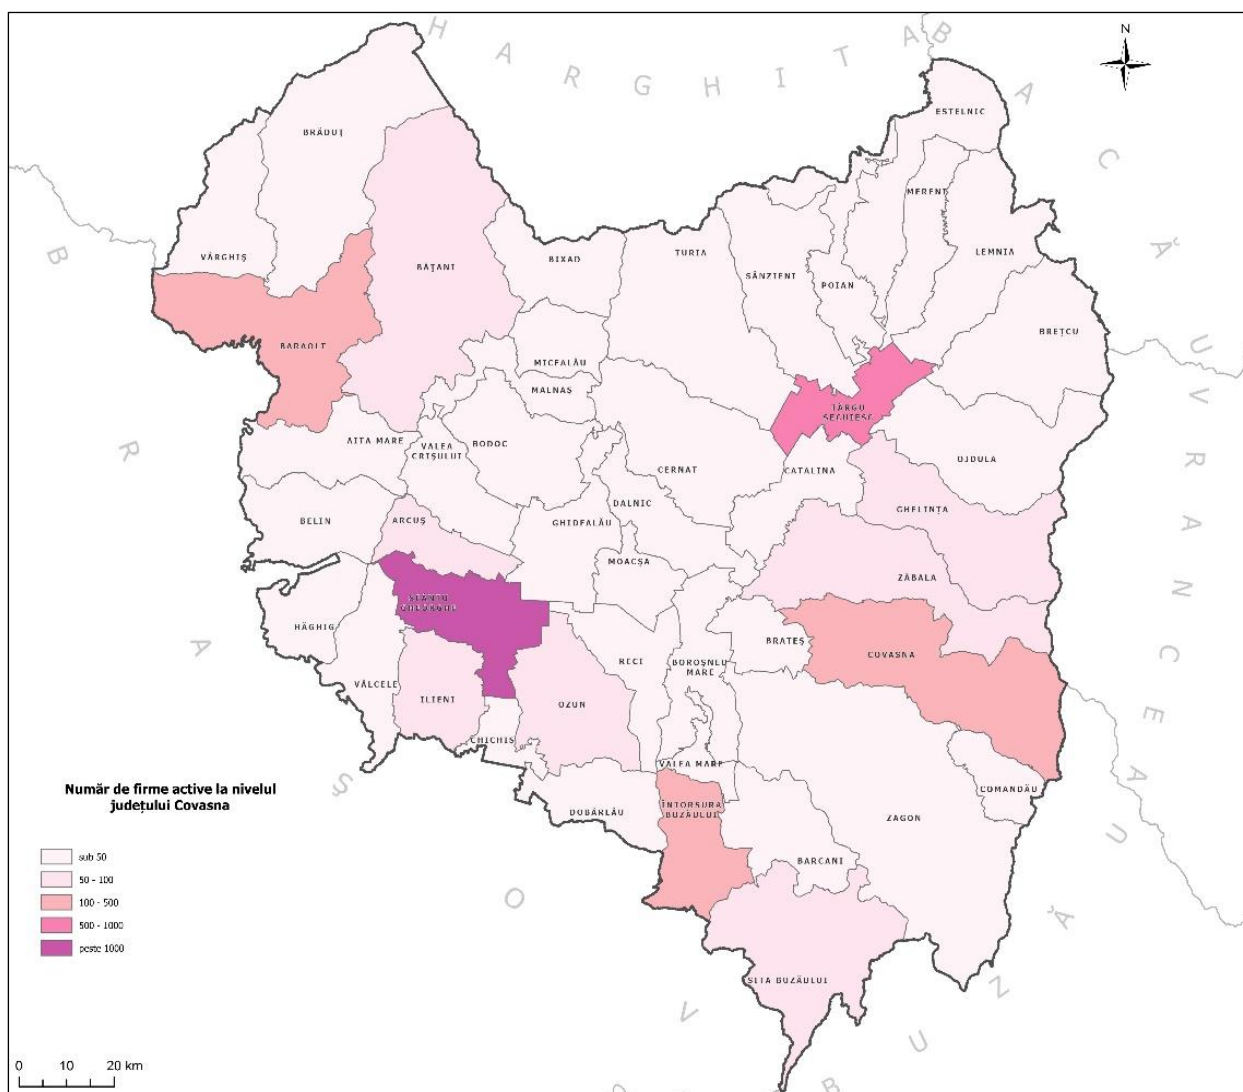 HARGHITA
BACĂU
VRANCEA
BUZĂU
BRAȘOV
N
ESTELNIC
BRĂDUȚ
MERENI
VÂRGHIȘ
BĂȚANI
BIXAD
TURIA
SÂNZIENI
POIAN
LEMNIA
BREȚCU
BARAOLT
MICFALĂU
MALNAȘ
TÂRGU
SECUIESC
AITA MARE
VALEA
CRIȘULUI
BODOC
CERNAT
CATALINA
OJDULA
DALNIC
GHELINȚA
BELIN
ARCUȘ
GHIDFALĂU
MOACȘA
ZĂBALA
SFÂNTU
GHEORGHE
HĂGHIG
BRATEȘ
COVASNA
RECI
BOROȘNEU
MARE
VÂLCELE
ILIENI
OZUN
CHICHIȘ
VALEA MARE
COMANDĂU
DOBÂRLĂU
ÎNTORSURA
BUZĂULUI
ZAGON
BARCANI
SITA BUZĂULUI
Număr de firme active la nivelul
județului Covasna
sub 50
50 - 100
100 - 500
500 - 1000
peste 1000
0 10 20 km